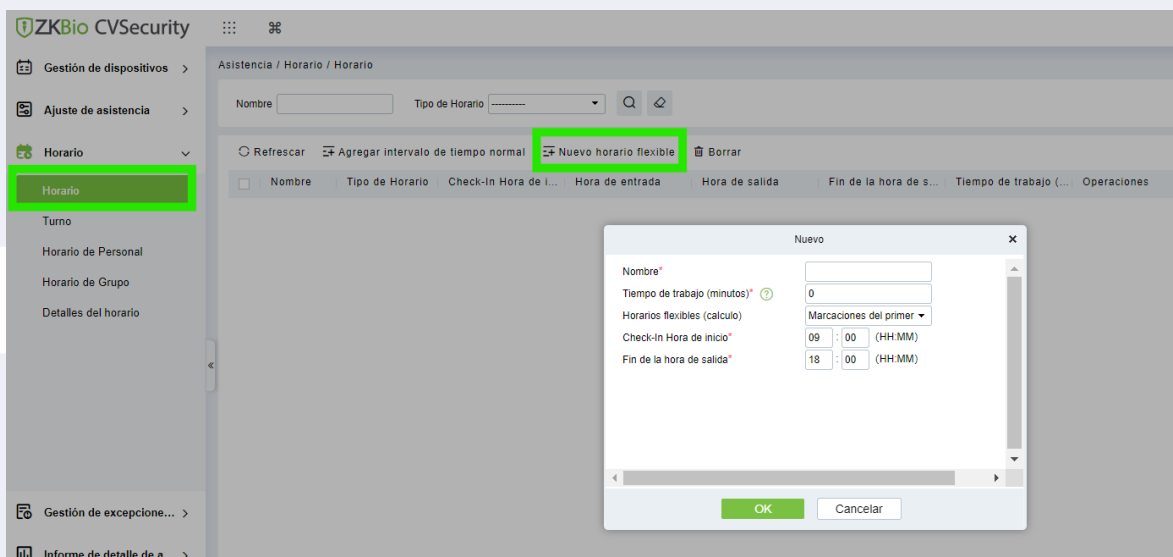 ZKBio CVSecurity
Gestión de dispositivos
Ajuste de asistencia
Horario
Horario
Turno
Horario de Personal
Horario de Grupo
Detalles del horario
Gestión de excepcione...
Informe de detalle de a...
Asistencia / Horario / Horario
Nombre
Tipo de Horario ----------
Refrescar Agregar intervalo de tiempo normal Nuevo horario flexible Borrar
Nombre Tipo de Horario Check-In Hora de i... Hora de entrada Hora de salida Fin de la hora de s... Tiempo de trabajo (... Operaciones
Nuevo ×
Nombre*
Tiempo de trabajo (minutos)* ? 0
Horarios flexibles (calculo) Marcaciones del primer
Check-In Hora de inicio* 09 : 00 (HH:MM)
Fin de la hora de salida* 18 : 00 (HH:MM)
OK Cancelar